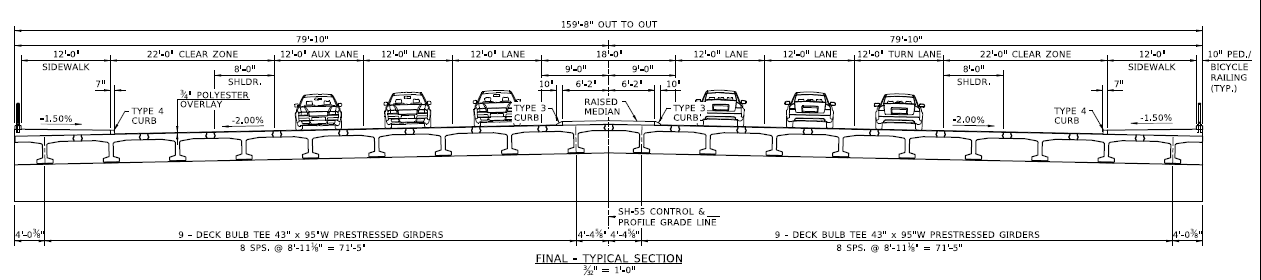 159'-8" OUT TO OUT
79'-10" 79'-10"
12'-0" 22'-0" CLEAR ZONE 12'-0" AUX LANE 12'-0" LANE 12'-0" LANE 18'-0" 12'-0" LANE 12'-0" LANE 12'-0" TURN LANE 22'-0" CLEAR ZONE 12'-0" 10" PED./
SIDEWALK SIDEWALK BICYCLE
8'-0" 9'-0" 9'-0" 8'-0" RAILING
7" SHLDR. 10" 6'-2" 6'-2" 10" SHLDR. 7" (TYP.)
¾" POLYESTER
OVERLAY
TYPE 4 TYPE 3 RAISED TYPE 3 TYPE 4
CURB CURB MEDIAN CURB CURB
-1.50% -2.00% -2.00% -1.50%
SH-55 CONTROL &
PROFILE GRADE LINE
4'-0⅜" 9 - DECK BULB TEE 43" x 95"W PRESTRESSED GIRDERS 4'-4⅝" 4'-4⅝" 9 - DECK BULB TEE 43" x 95"W PRESTRESSED GIRDERS 4'-0⅜"
8 SPS. @ 8'-11⅛" = 71'-5" 8 SPS. @ 8'-11⅛" = 71'-5"
FINAL - TYPICAL SECTION
3/32" = 1'-0"